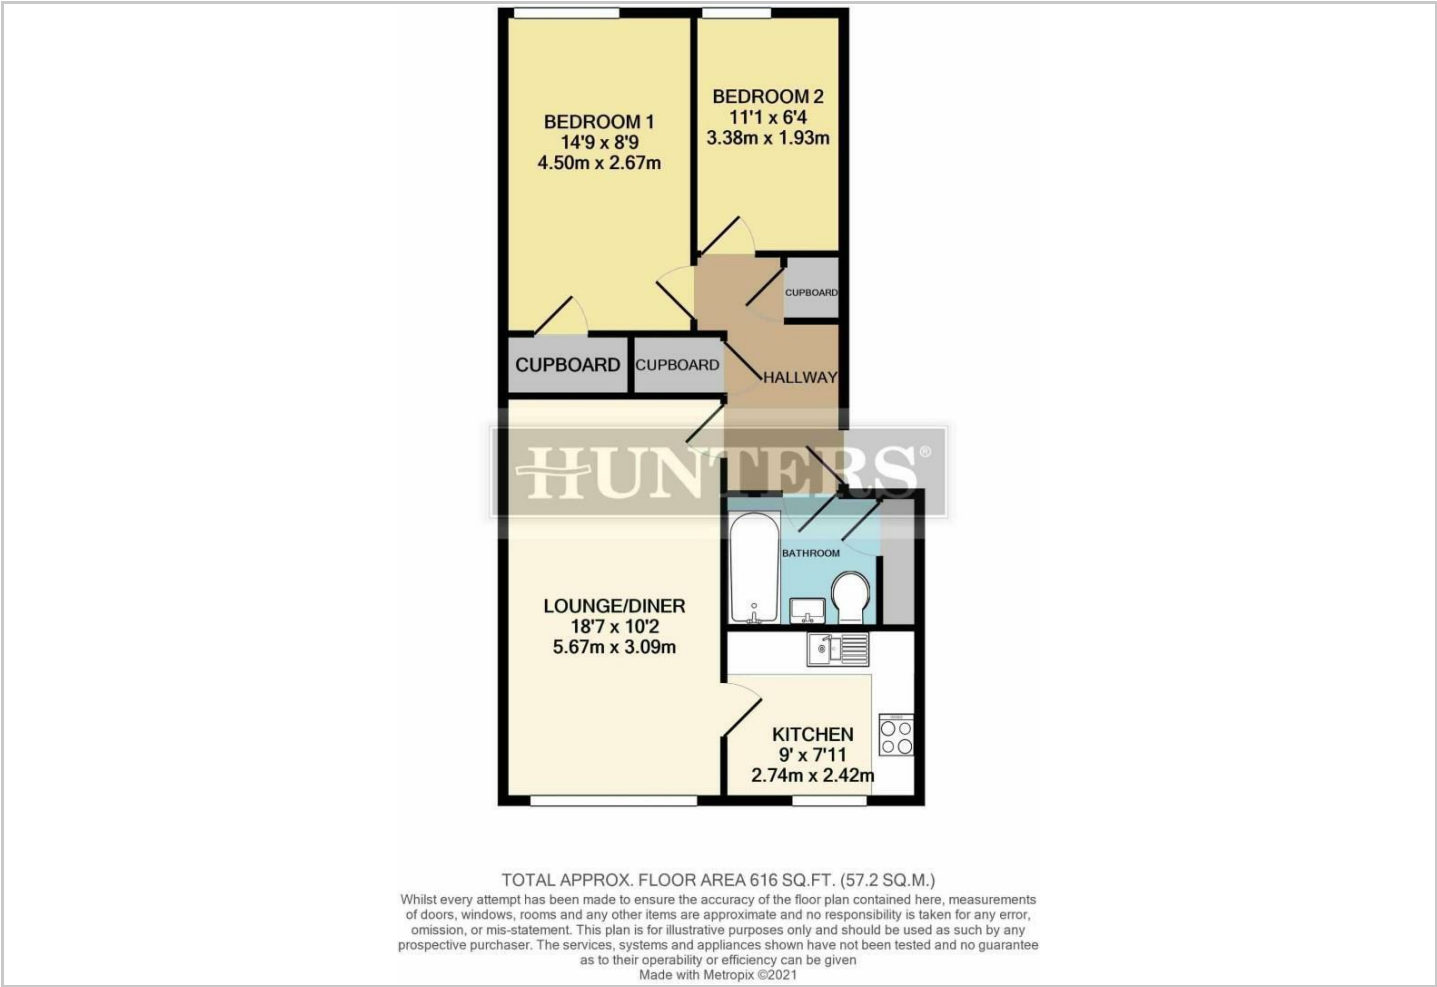 BEDROOM 1
14'9 x 8'9
4.50m x 2.67m
BEDROOM 2
11'1 x 6'4
3.38m x 1.93m
CUPBOARD
CUPBOARD
CUPBOARD
HALLWAY
HUNTERS®
BATHROOM
LOUNGE/DINER
18'7 x 10'2
5.67m x 3.09m
KITCHEN
9' x 7'11
2.74m x 2.42m
TOTAL APPROX. FLOOR AREA 616 SQ.FT. (57.2 SQ.M.)
Whilst every attempt has been made to ensure the accuracy of the floor plan contained here, measurements
of doors, windows, rooms and any other items are approximate and no responsibility is taken for any error,
omission, or mis-statement. This plan is for illustrative purposes only and should be used as such by any
prospective purchaser. The services, systems and appliances shown have not been tested and no guarantee
as to their operability or efficiency can be given
Made with Metropix ©2021